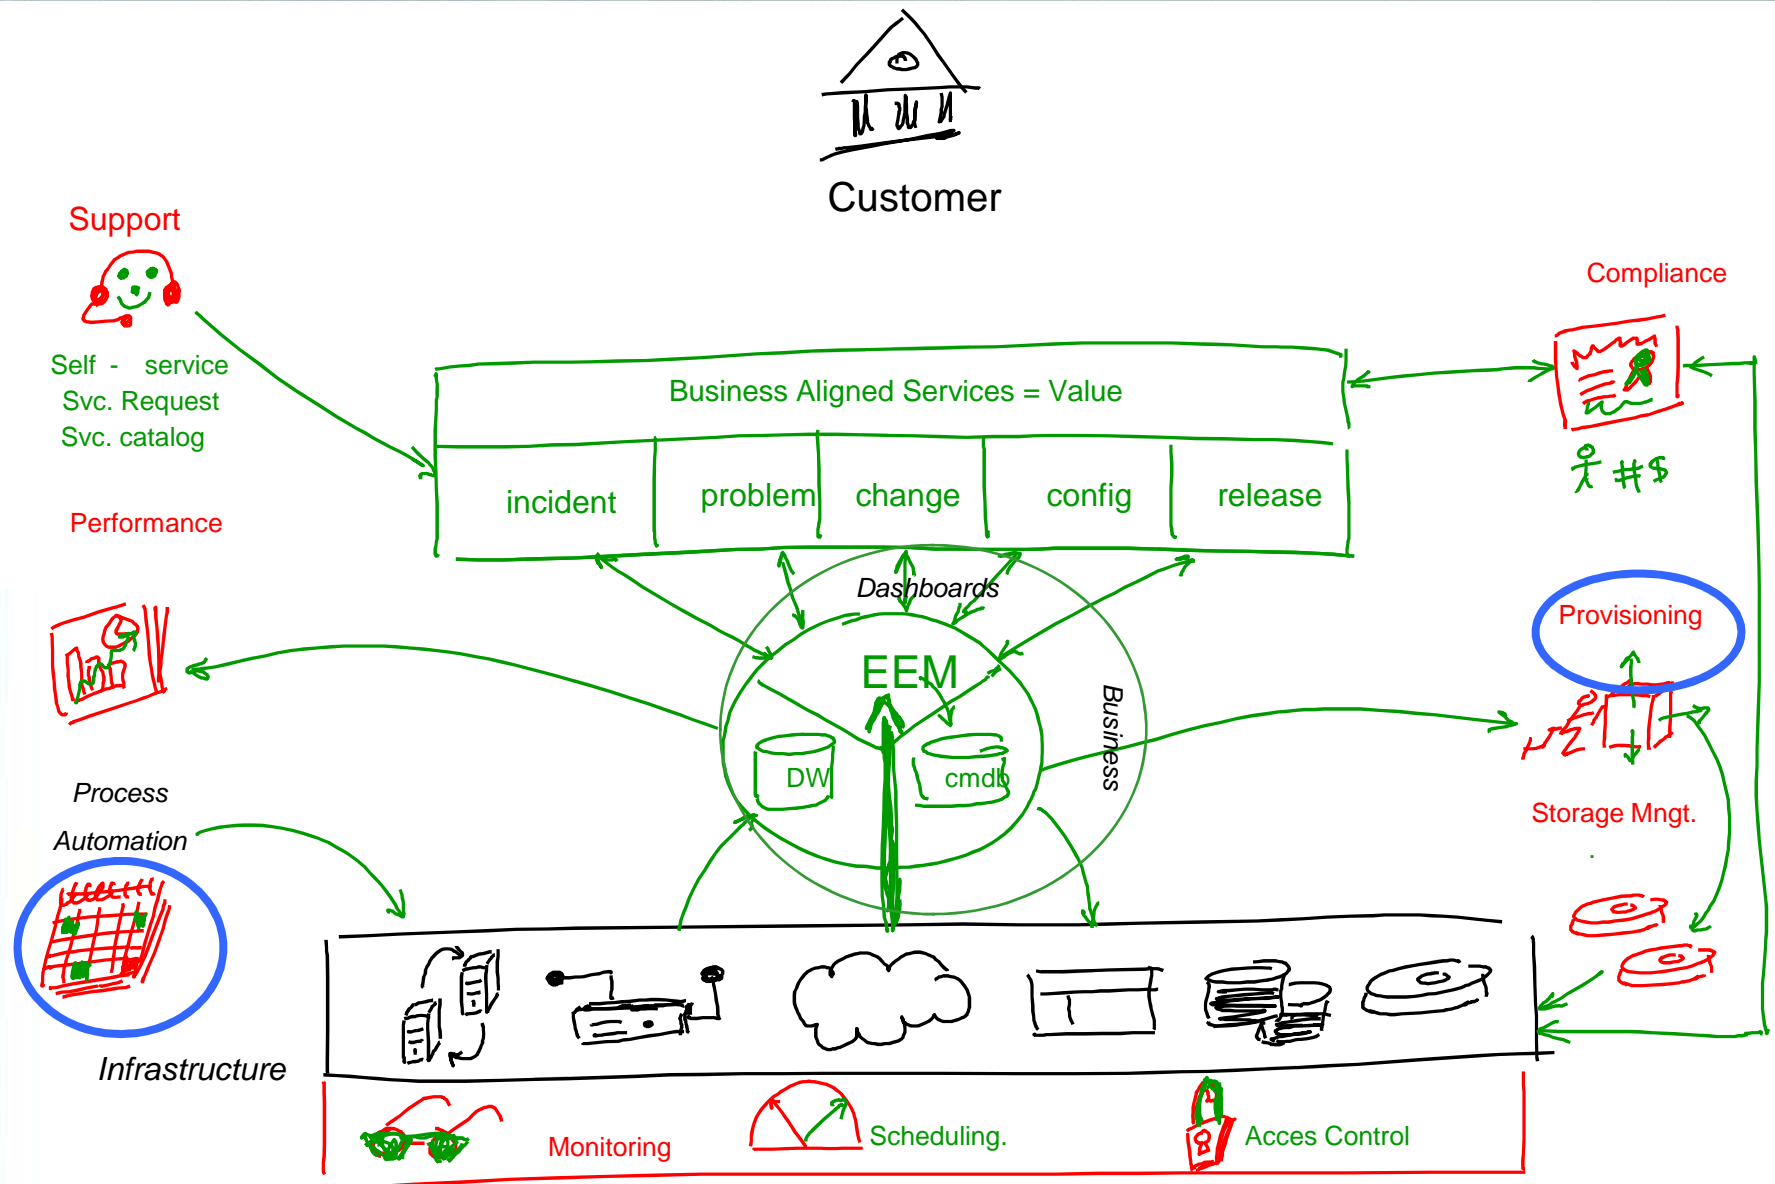 Customer
Support
Self - service
Svc. Request
Svc. catalog
Compliance
#$
Business Aligned Services = Value
incident
problem
change
config
release
Performance
Dashboards
EEM
Business
DW
cmdb
Provisioning
Storage Mngt.
.
Process
Automation
Infrastructure
Monitoring
Scheduling.
Acces Control